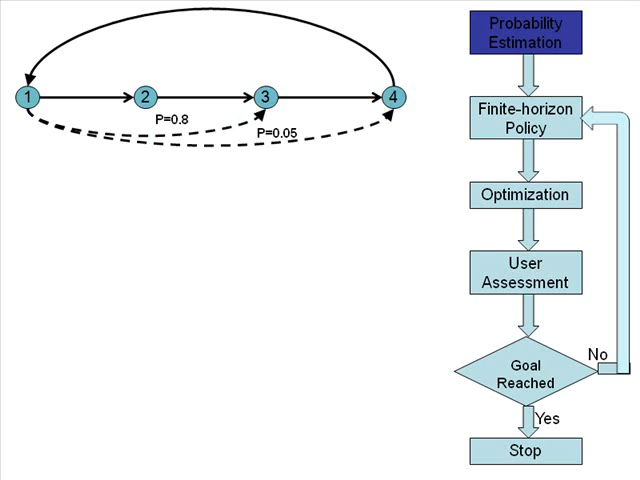 1
2
3
4
P=0.8
P=0.05
Probability
Estimation
Finite-horizon
Policy
Optimization
User
Assessment
Goal
Reached
No
Yes
Stop